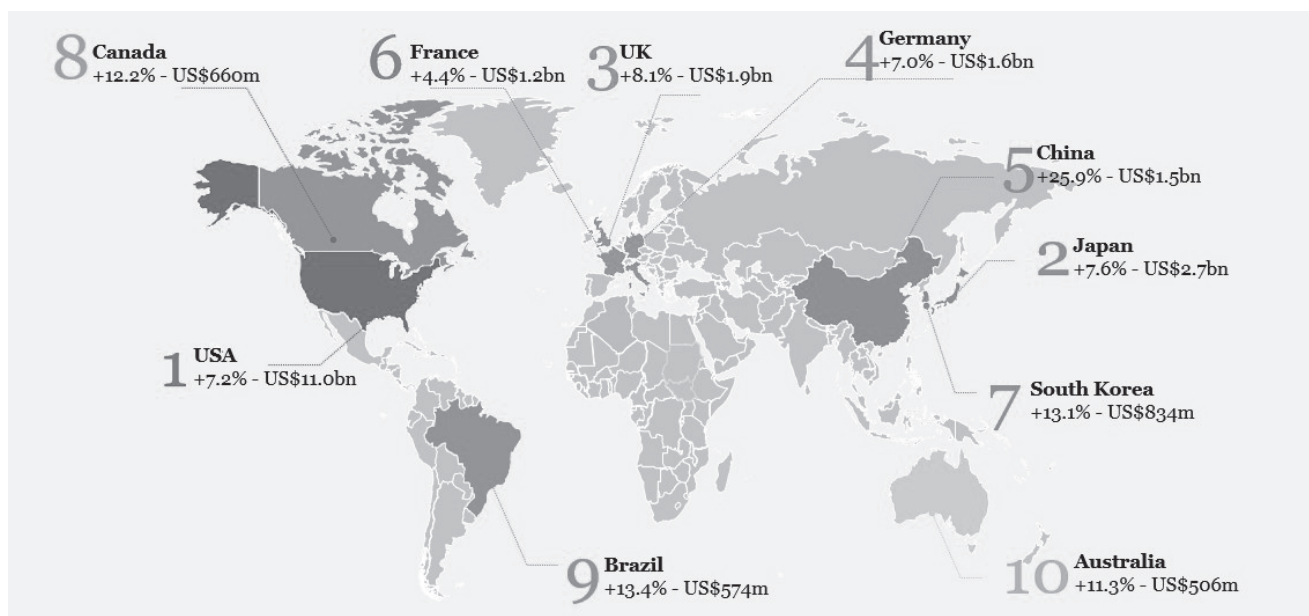 8 Canada
+12.2% - US$660m
6 France
+4.4% - US$1.2bn
3 UK
+8.1% - US$1.9bn
4 Germany
+7.0% - US$1.6bn
5 China
+25.9% - US$1.5bn
2 Japan
+7.6% - US$2.7bn
1 USA
+7.2% - US$11.0bn
7 South Korea
+13.1% - US$834m
9 Brazil
+13.4% - US$574m
10 Australia
+11.3% - US$506m